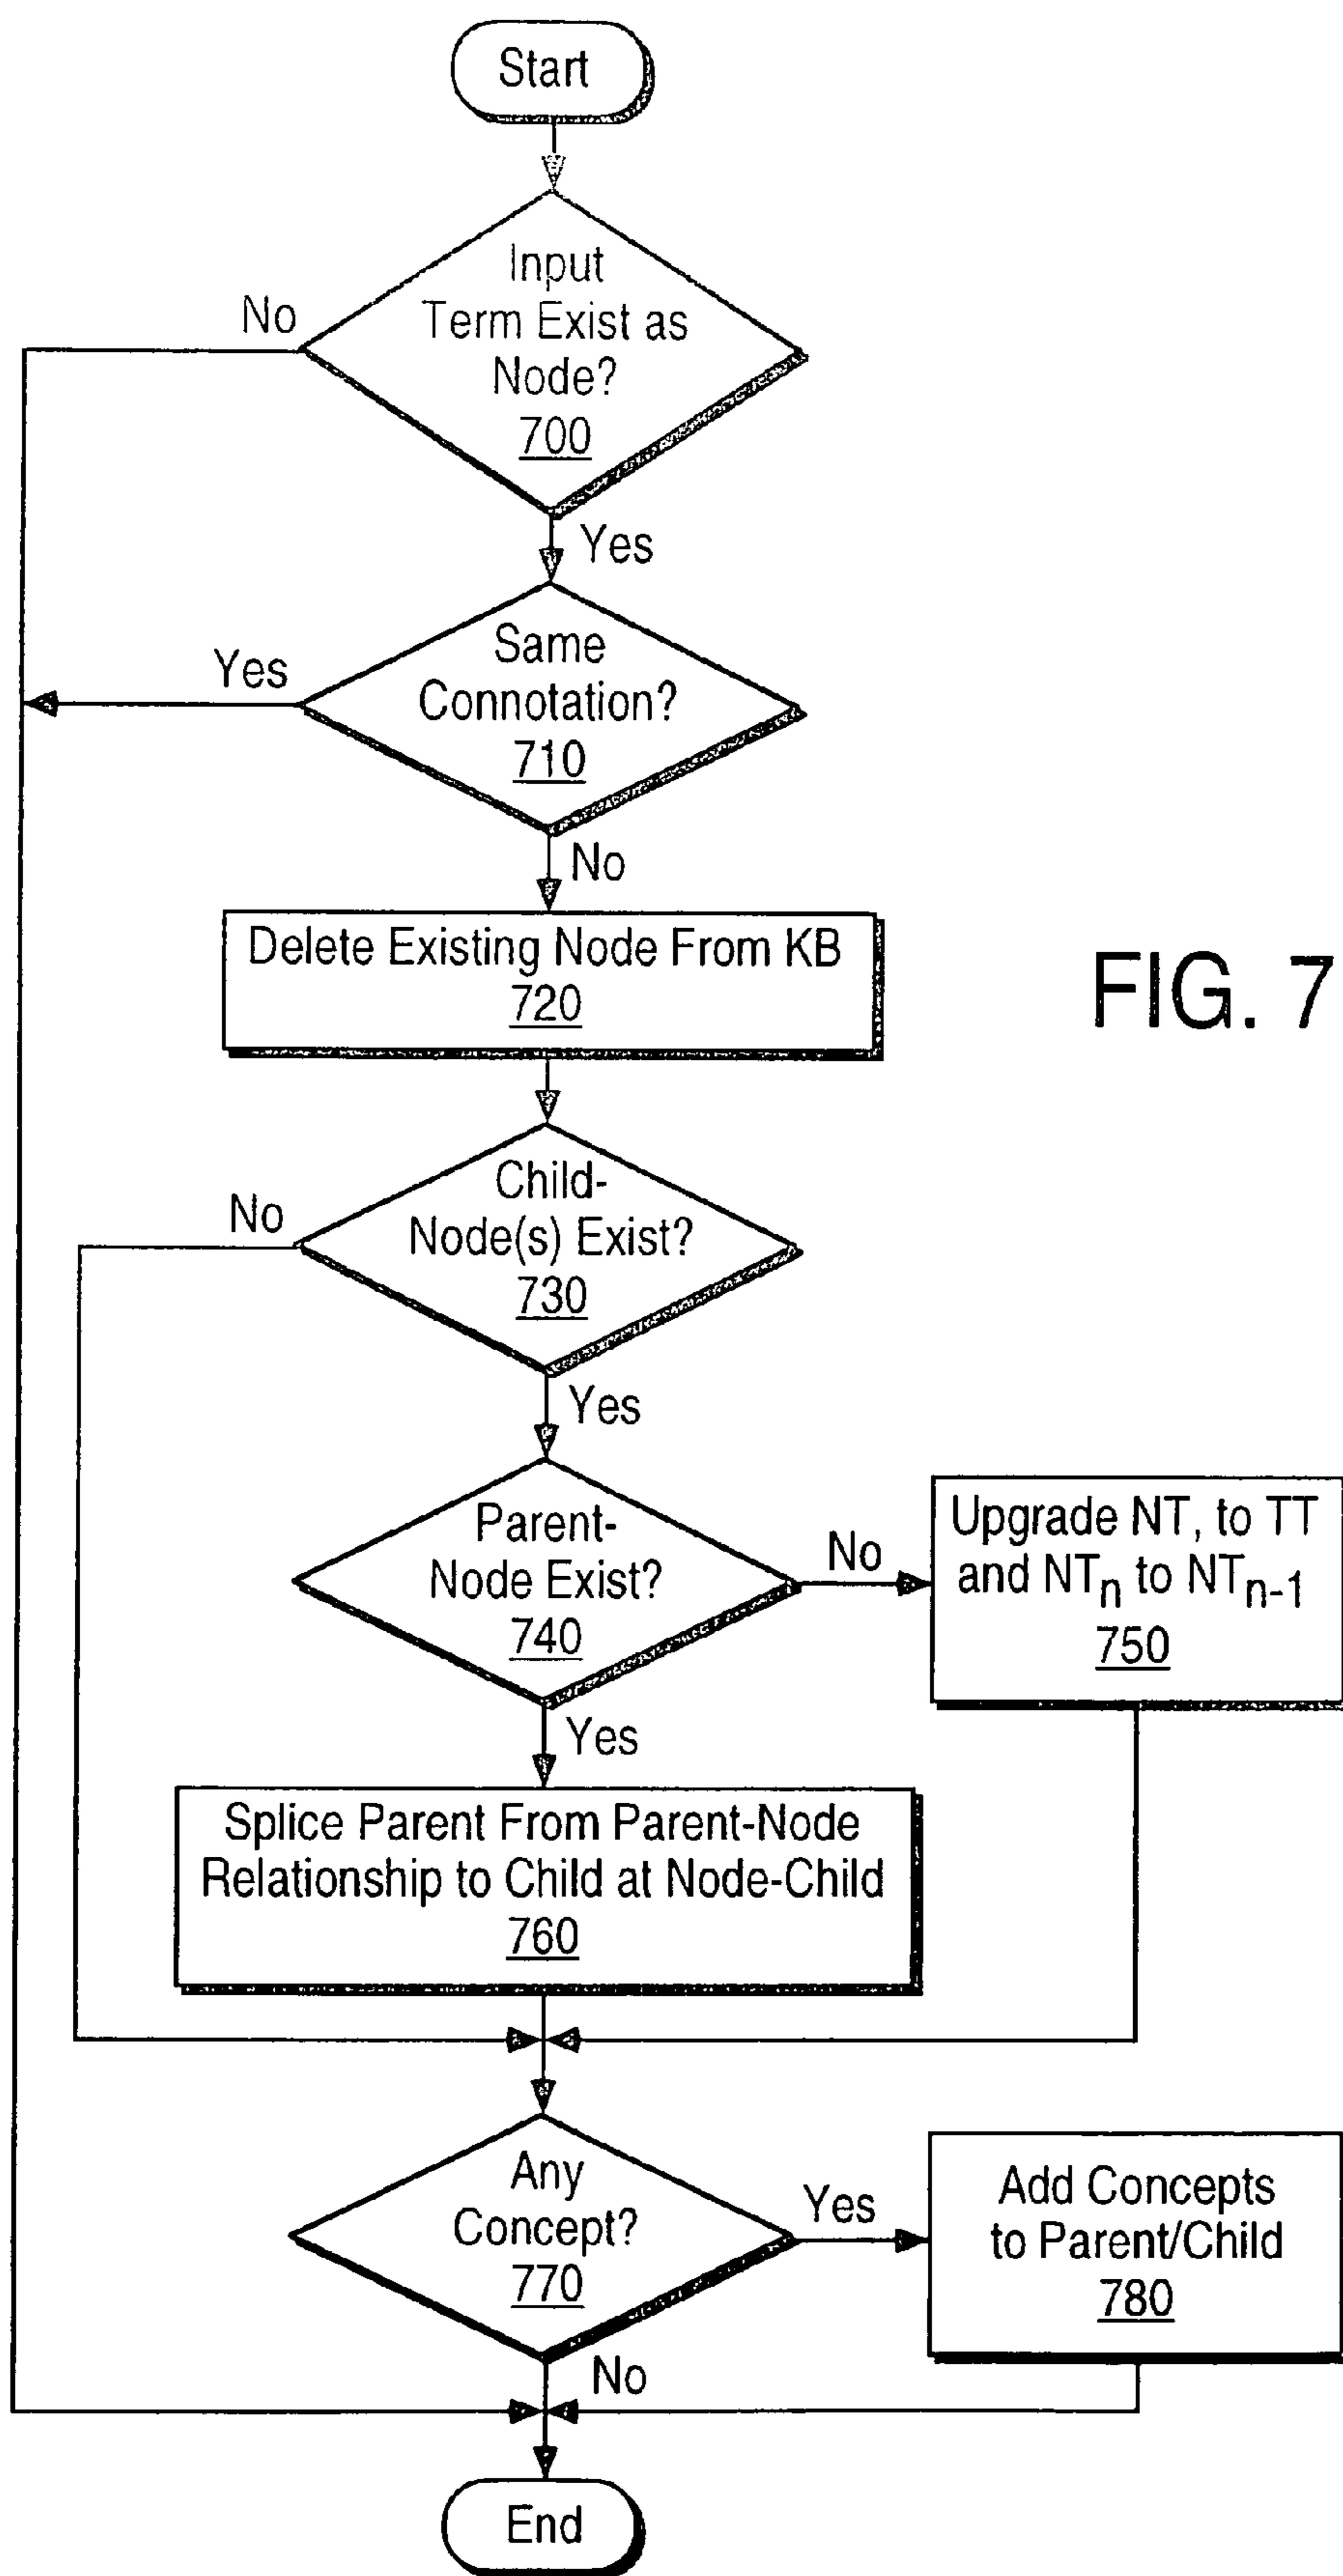 Start
Input
Term Exist as
Node?
700
No
Yes
Same
Connotation?
710
Yes
No
Delete Existing Node From KB
720
FIG. 7
Child-
Node(s) Exist?
730
No
Yes
Parent-
Node Exist?
740
No
Upgrade NT, to TT
and NTn to NTn-1
750
Yes
Splice Parent From Parent-Node
Relationship to Child at Node-Child
760
Any
Concept?
770
Yes
Add Concepts
to Parent/Child
780
No
End